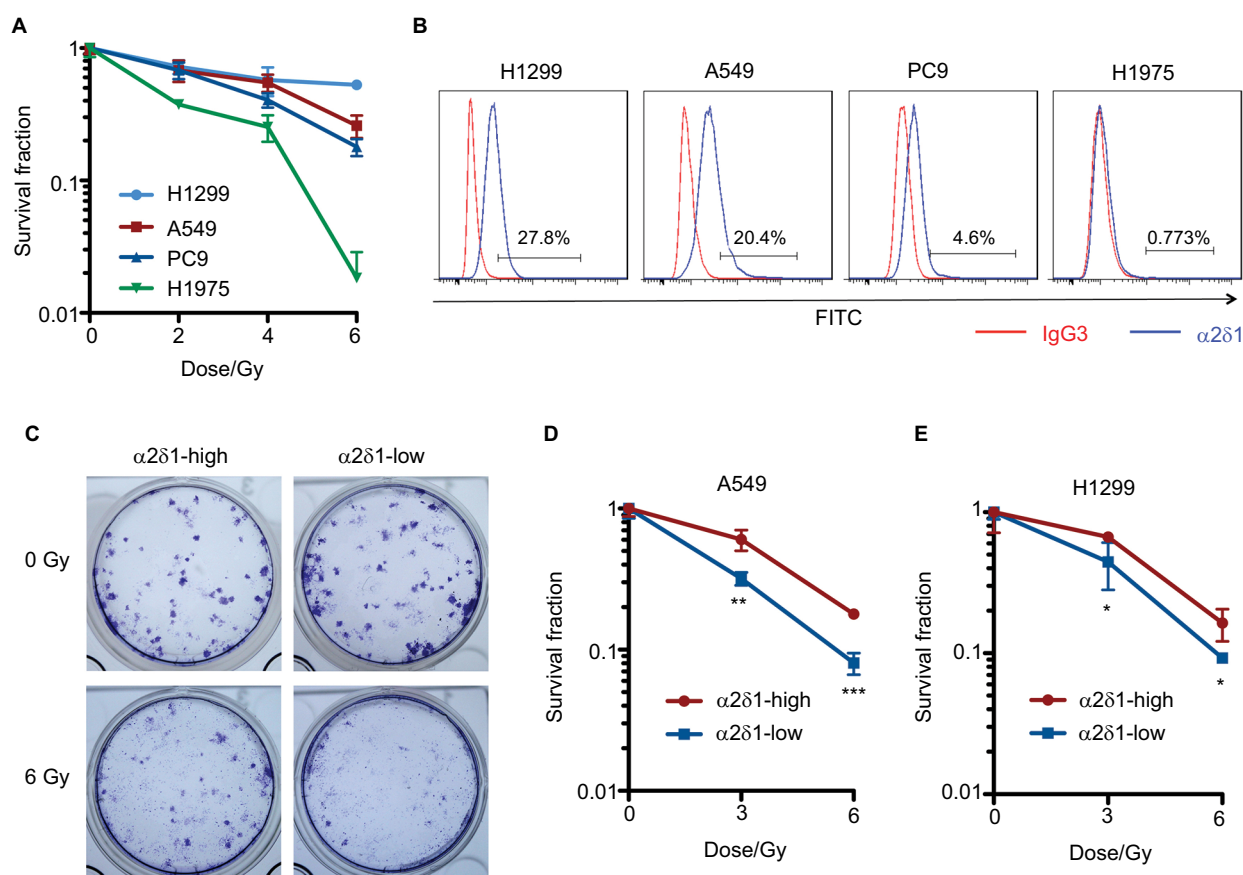 A
1
0.1
0.01
Survival fraction
H1299
A549
PC9
H1975
0
2
4
6
Dose/Gy
B
H1299
A549
PC9
H1975
27.8%
20.4%
4.6%
0.773%
FITC
IgG3
α2δ1
C
α2δ1-high
α2δ1-low
0 Gy
6 Gy
D
A549
1
0.1
0.01
Survival fraction
**
***
α2δ1-high
α2δ1-low
0
3
6
Dose/Gy
E
H1299
1
0.1
0.01
Survival fraction
*
*
α2δ1-high
α2δ1-low
0
3
6
Dose/Gy